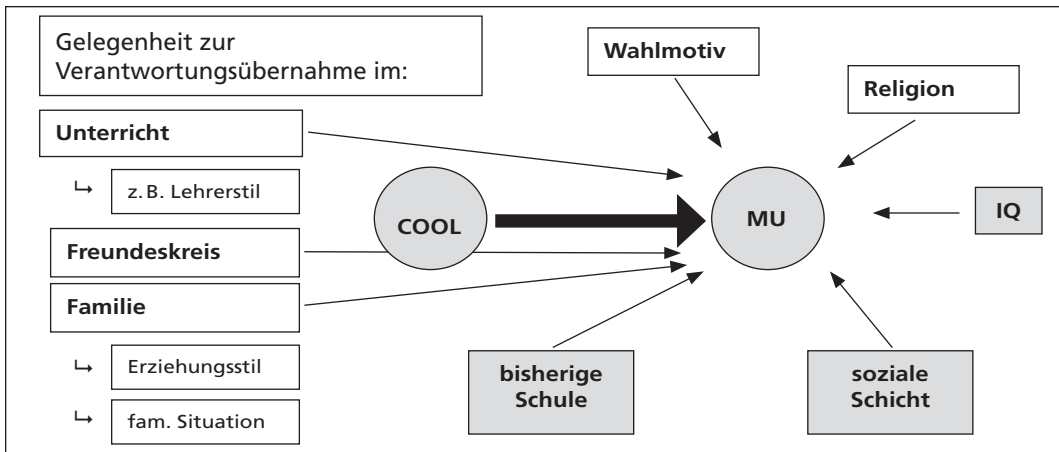 Gelegenheit zur
Verantwortungsübernahme im:
Unterricht
z. B. Lehrerstil
Freundeskreis
Familie
Erziehungsstil
fam. Situation
COOL
Wahlmotiv
Religion
MU
IQ
bisherige
Schule
soziale
Schicht